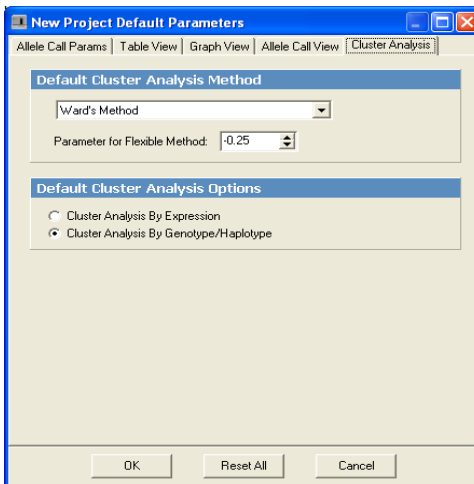 New Project Default Parameters
Allele Call Params Table View Graph View Allele Call View Cluster Analysis
Default Cluster Analysis Method
Ward's Method
Parameter for Flexible Method: -0.25
Default Cluster Analysis Options
Cluster Analysis By Expression
Cluster Analysis By Genotype/Haplotype
OK Reset All Cancel